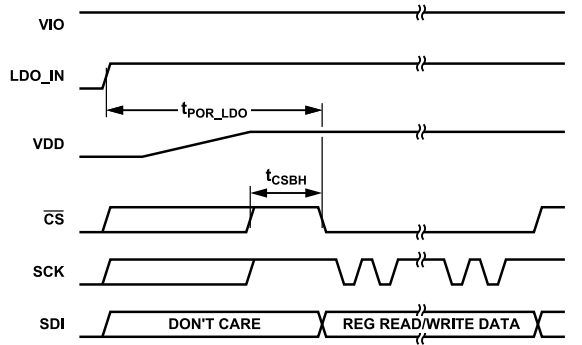 VIO
LDO_IN
tPOR_LDO
VDD
tCSBH
CS
SCK
SDI
DON'T CARE
REG READ/WRITE DATA